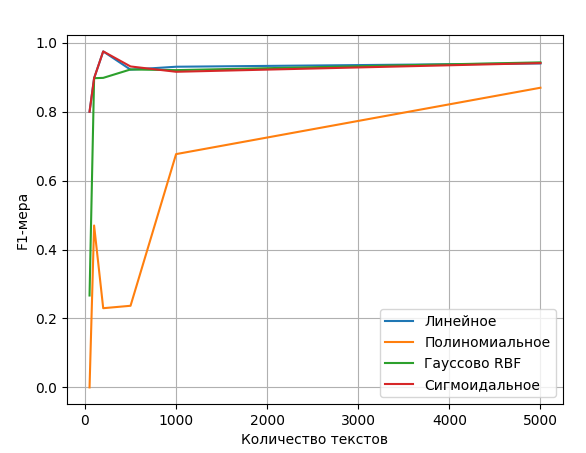 1.0
0.8
0.6
0.4
0.2
0.0
F1-мера
0
1000
2000
3000
4000
5000
Количество текстов
Линейное
Полиномиальное
Гауссово RBF
Сигмоидальное